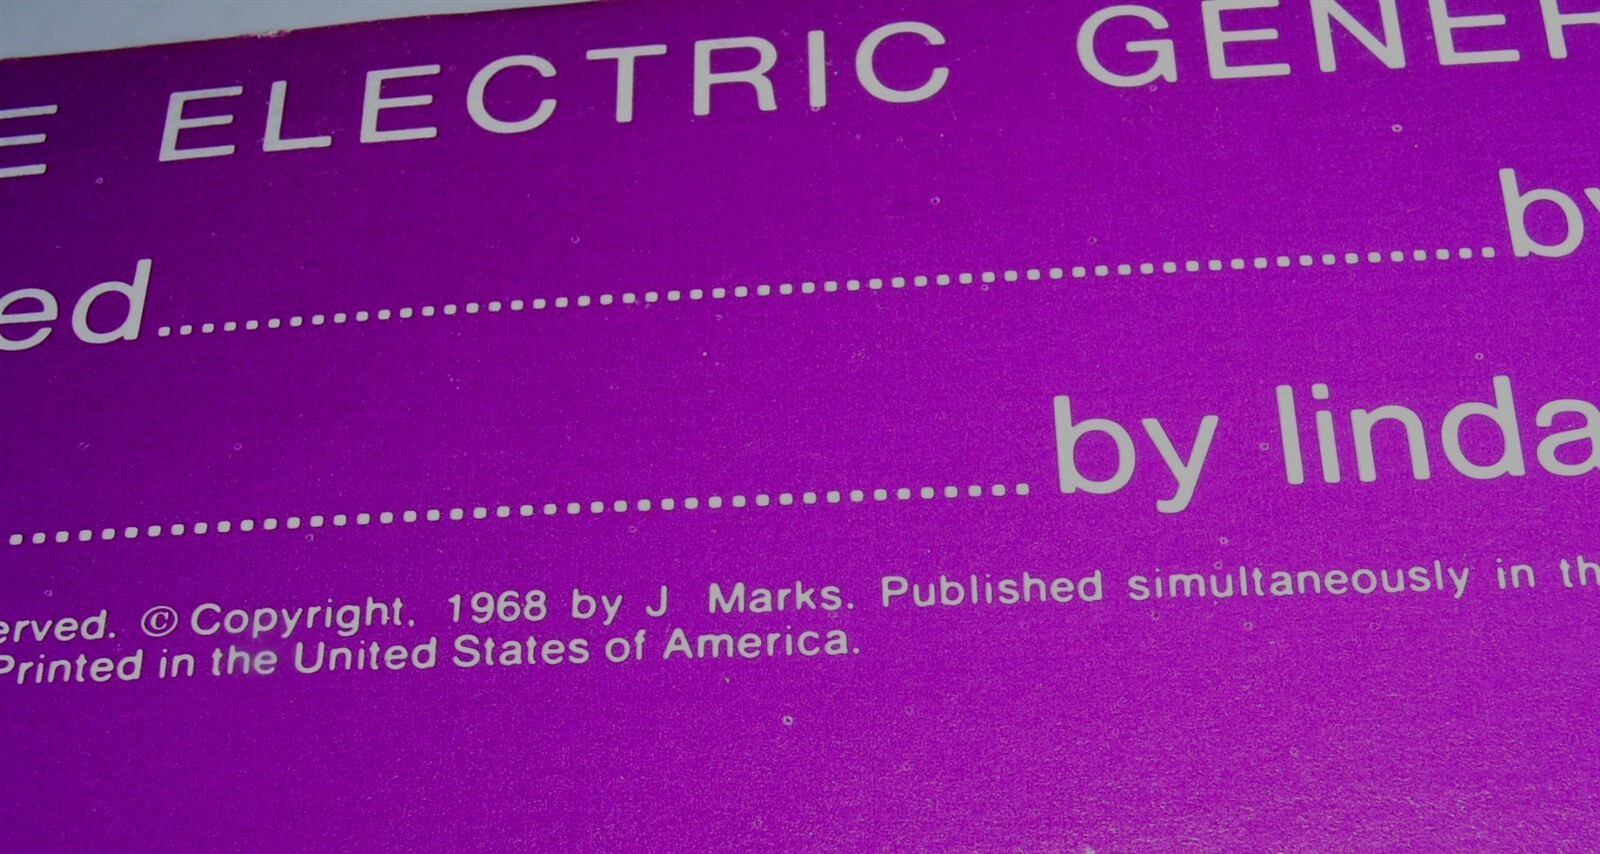 E ELECTRIC GENER
ed..........................................................by
..............................................by linda
erved. © Copyright, 1968 by J Marks. Published simultaneously in th
Printed in the United States of America.